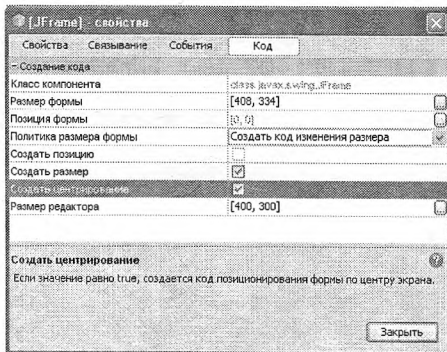 [JFrame] - свойства
Свойства Связывание События Код
Создание кода
Класс компонента class javax.swing.JFrame
Размер формы [408, 334] ...
Позиция формы [0, 0] ...
Политика размера формы Создать код изменения размера
Создать позицию
Создать размер
Создать центрирование
Размер редактора [400, 300] ...
Создать центрирование
Если значение равно true, создается код позиционирования формы по центру экрана.
Закрыть